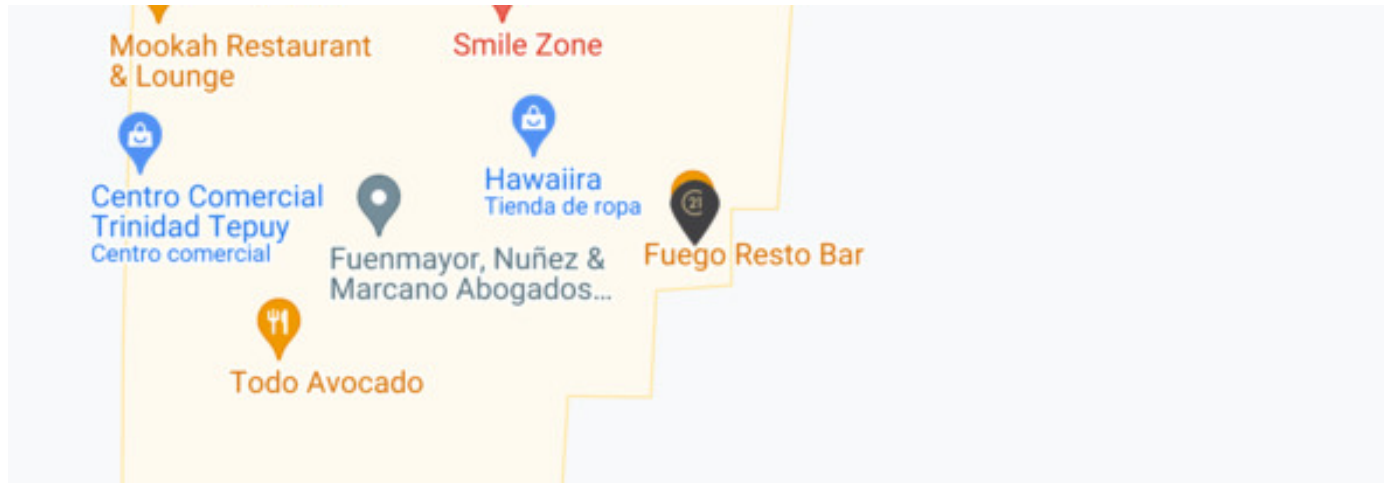 Mookah Restaurant
& Lounge
Smile Zone
Centro Comercial
Trinidad Tepuy
Centro comercial
Hawaiira
Tienda de ropa
Fuenmayor, Nuñez &
Marcano Abogados...
21
Fuego Resto Bar
Todo Avocado